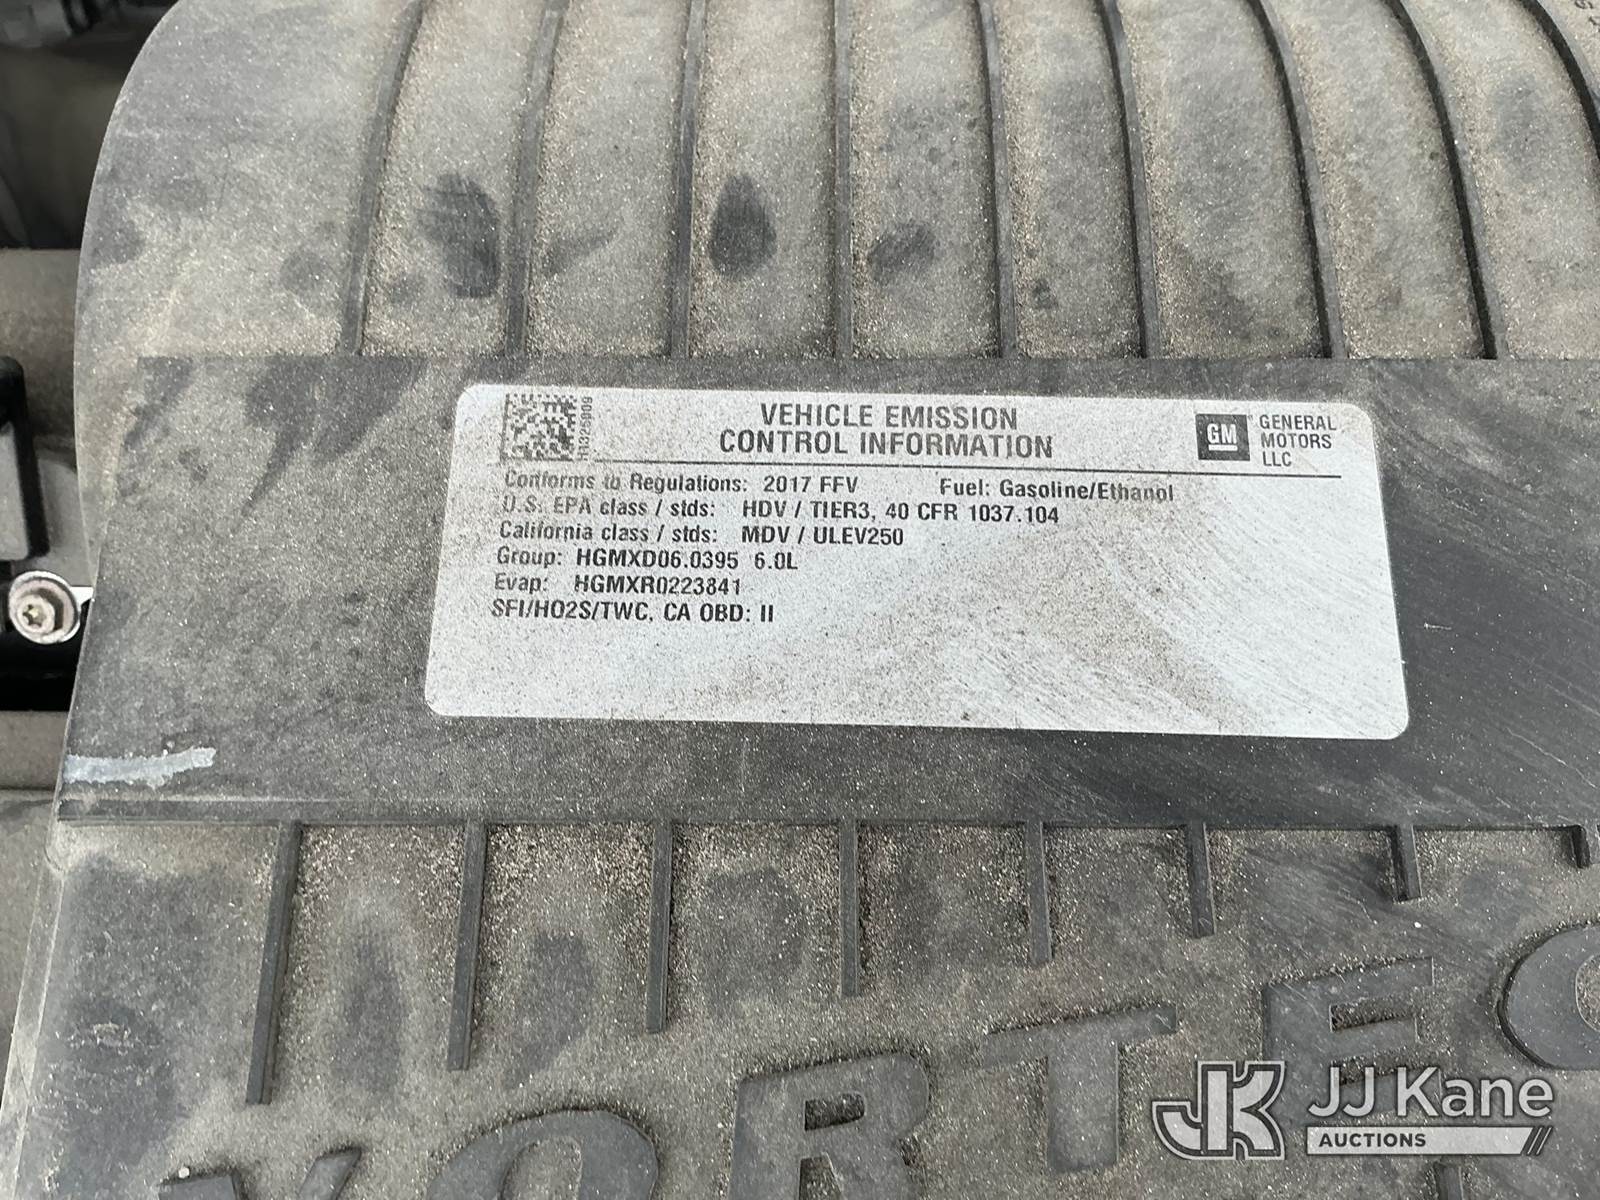 H1325909
VEHICLE EMISSION
CONTROL INFORMATION
GM
GENERAL
MOTORS
LLC
Conforms to Regulations: 2017 FFV Fuel: Gasoline/Ethanol
U.S. EPA class / stds: HDV / TIER3, 40 CFR 1037.104
California class / stds: MDV / ULEV250
Group: HGMXD06.0395 6.0L
Evap: HGMXR0223841
SFI/HO2S/TWC, CA OBD: II
VORTEC
JK JJ Kane
AUCTIONS